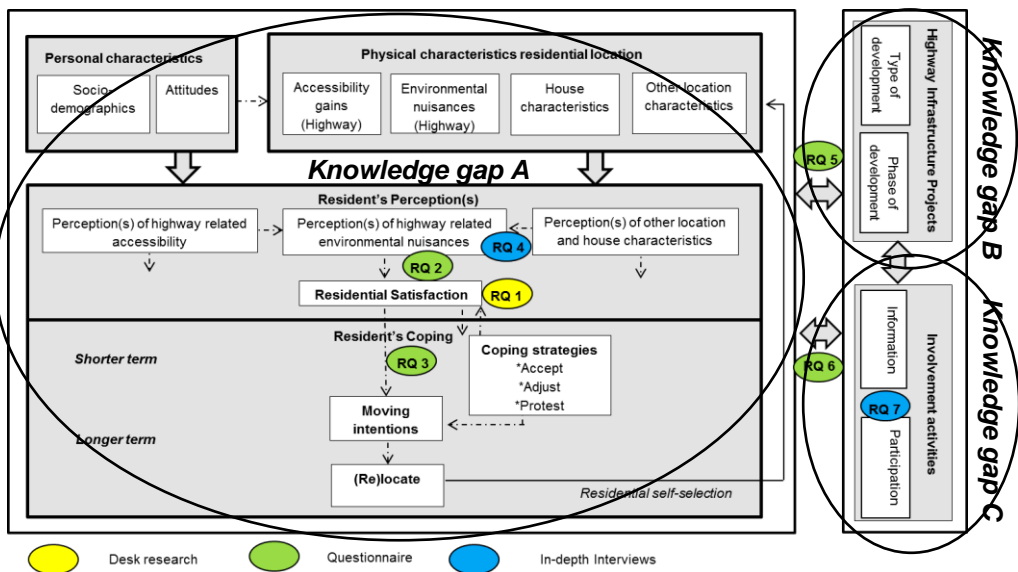 Personal characteristics
Socio-
demographics
Attitudes
Physical characteristics residential location
Accessibility
gains
(Highway)
Environmental
nuisances
(Highway)
House
characteristics
Other location
characteristics
Knowledge gap A
Resident's Perception(s)
Perception(s) of highway related
accessibility
Perception(s) of highway related
environmental nuisances
Perception(s) of other location
and house characteristics
RQ 4
RQ 2
Residential Satisfaction
RQ 1
Resident's Coping
Shorter term
RQ 3
Coping strategies
*Accept
*Adjust
*Protest
Moving
intentions
Longer term
(Re)locate
Residential self-selection
RQ 5
RQ 6
Highway Infrastructure Projects
Type of
development
Phase of
development
Knowledge gap B
Involvement activities
Information
RQ 7
Participation
Knowledge gap C
Desk research
Questionnaire
In-depth Interviews